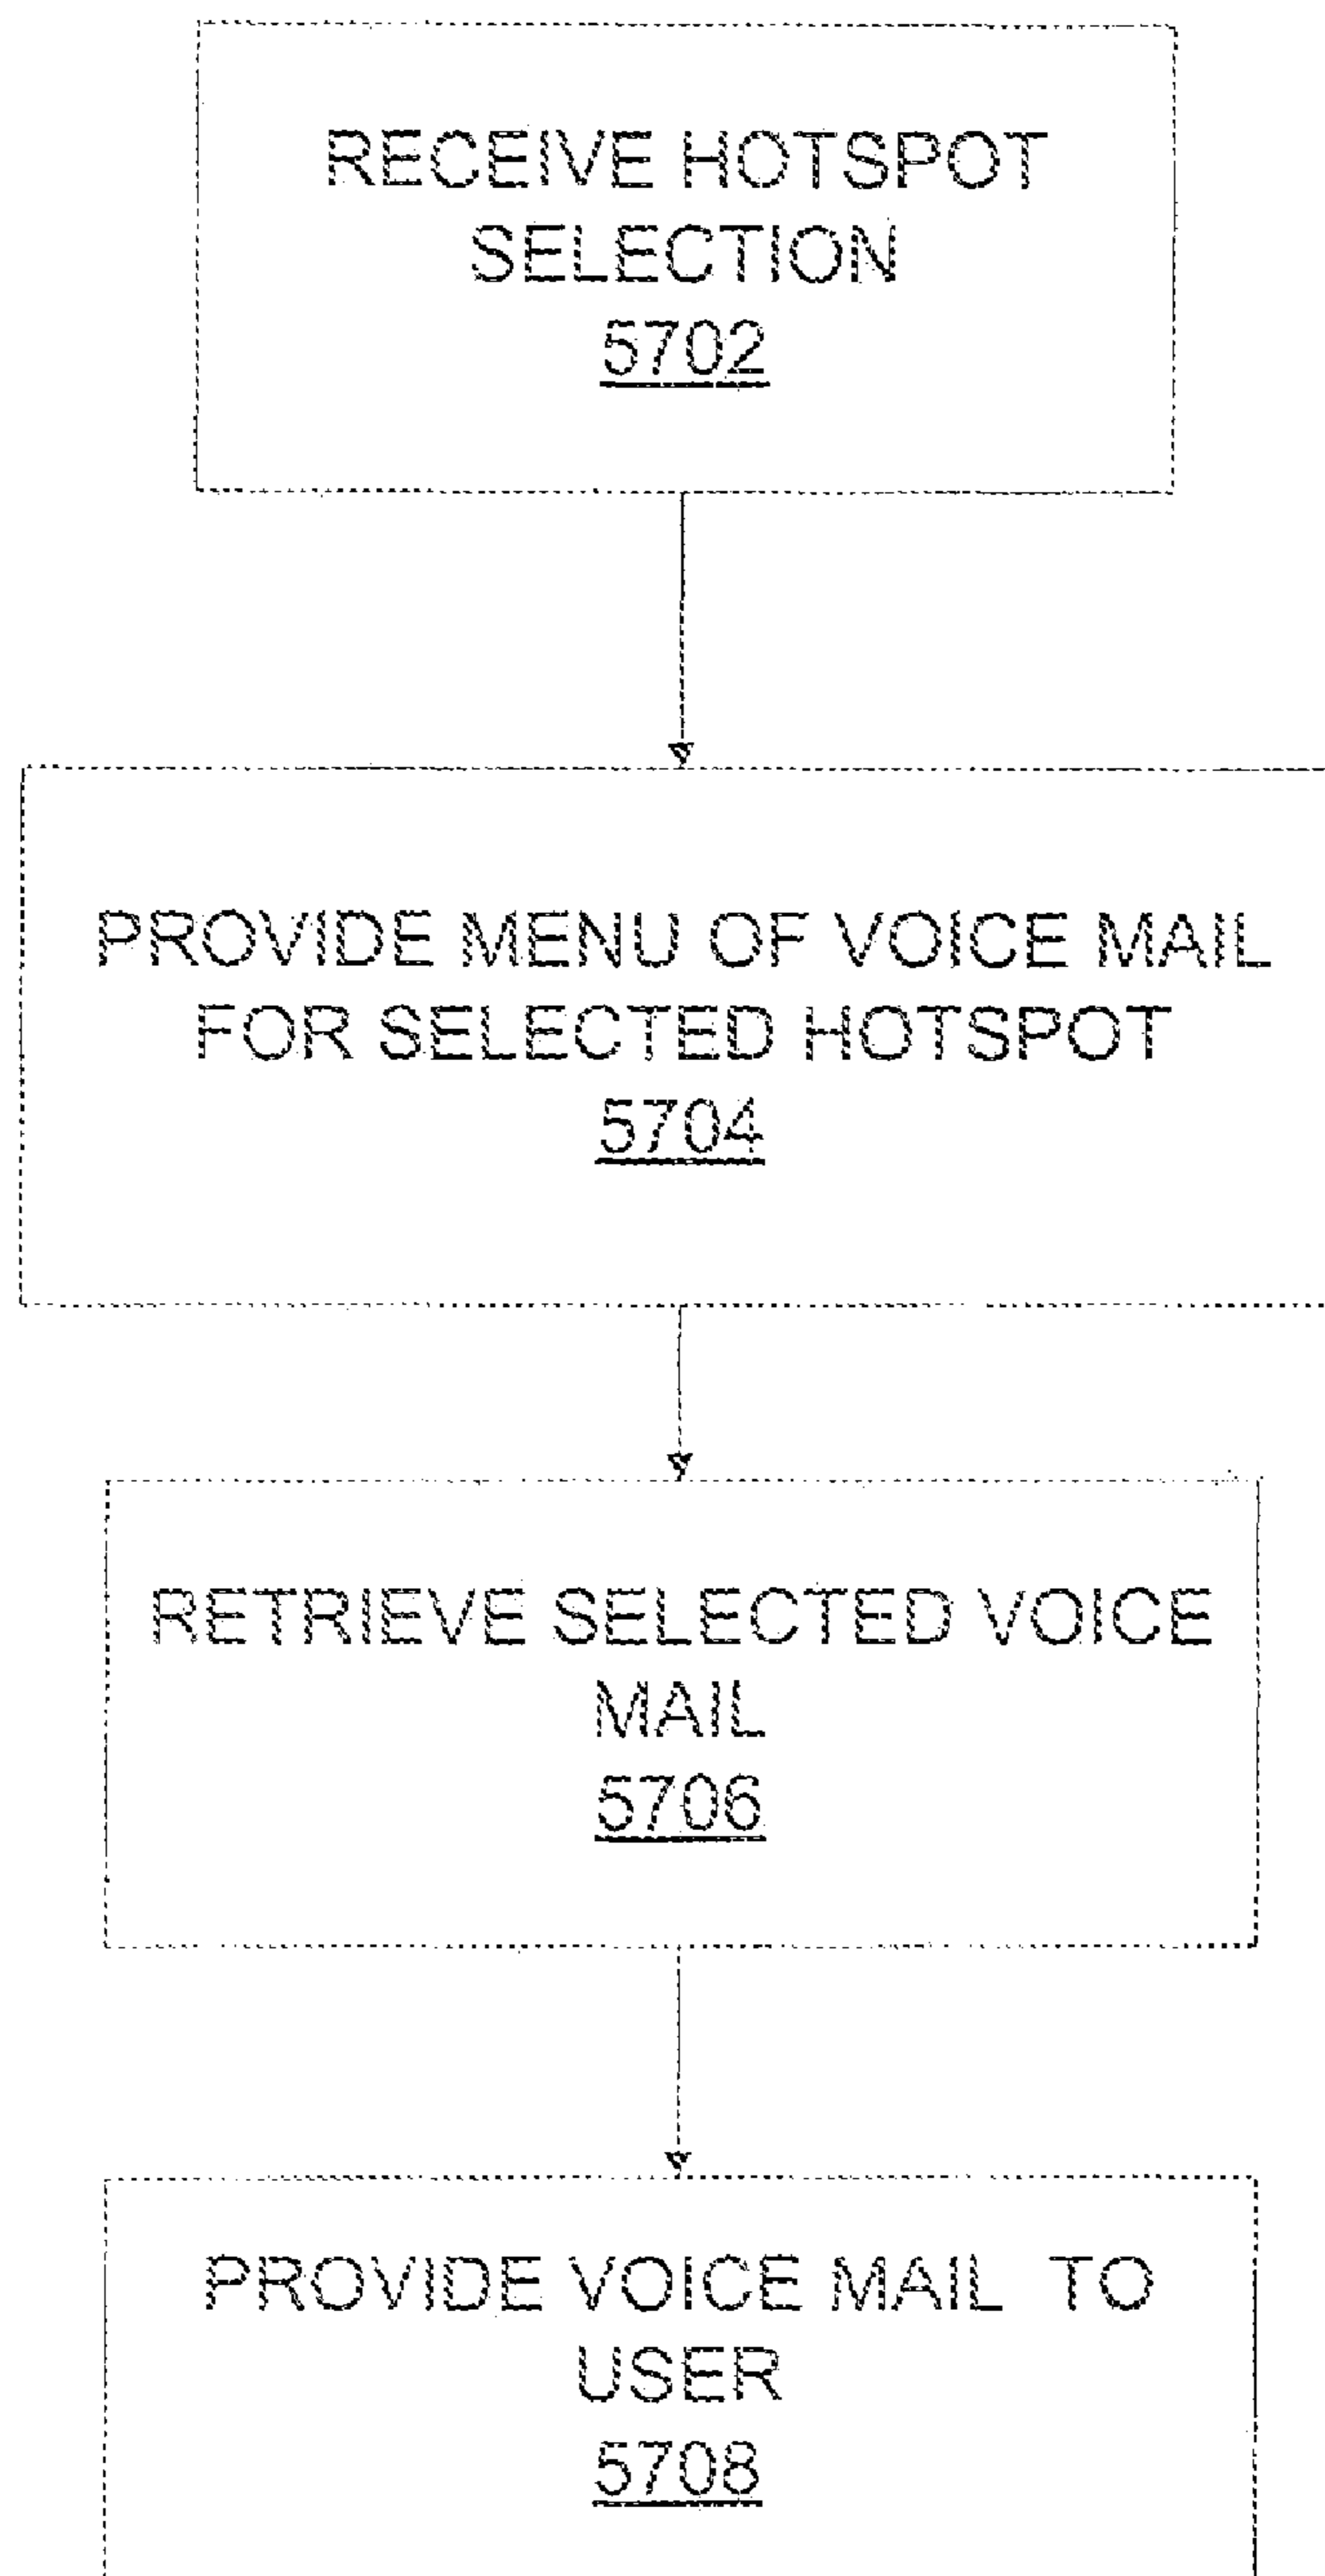 RECEIVE HOTSPOT
SELECTION
5702
PROVIDE MENU OF VOICE MAIL
FOR SELECTED HOTSPOT
5704
RETRIEVE SELECTED VOICE
MAIL
5706
PROVIDE VOICE MAIL TO
USER
5708